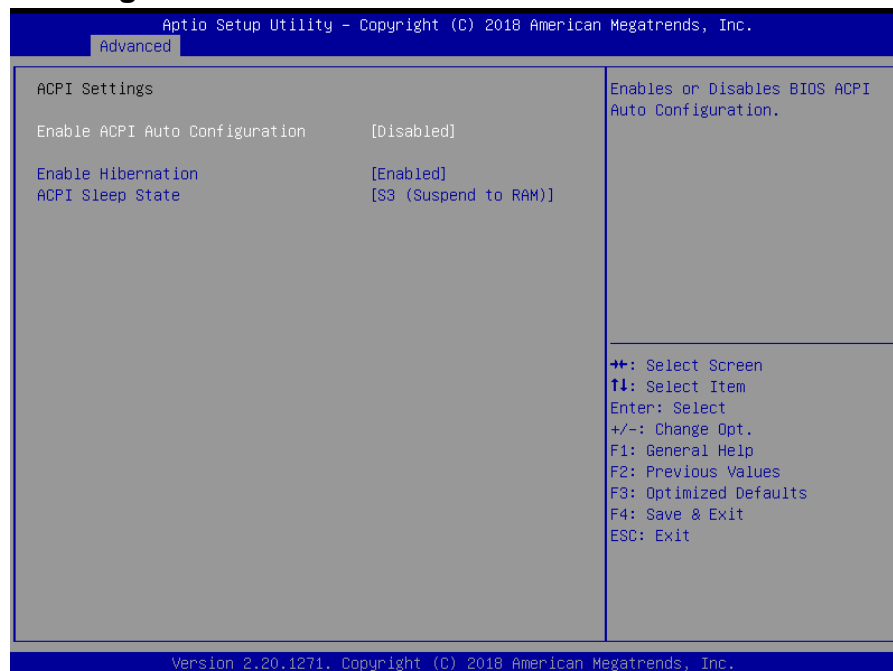 Aptio Setup Utility – Copyright (C) 2018 American Megatrends, Inc.
Advanced
ACPI Settings
Enable ACPI Auto Configuration [Disabled]
Enable Hibernation [Enabled]
ACPI Sleep State [S3 (Suspend to RAM)]
Enables or Disables BIOS ACPI
Auto Configuration.
→←: Select Screen
↑↓: Select Item
Enter: Select
+/-: Change Opt.
F1: General Help
F2: Previous Values
F3: Optimized Defaults
F4: Save & Exit
ESC: Exit
Version 2.20.1271. Copyright (C) 2018 American Megatrends, Inc.